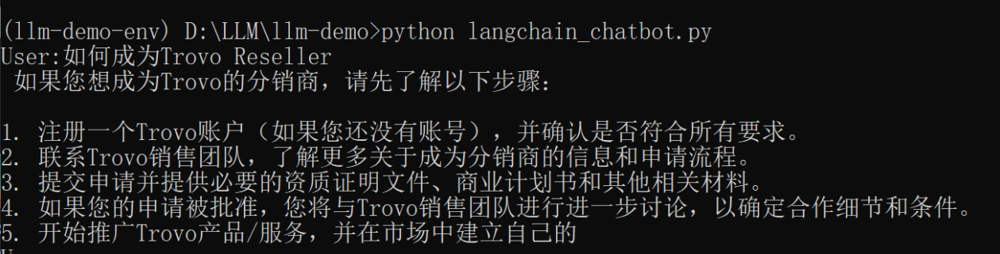 (llm-demo-env) D:\LLM\llm-demo>python langchain_chatbot.py
User:如何成为Trovo Reseller
如果您想成为Trovo的分销商，请先了解以下步骤：
1. 注册一个Trovo账户（如果您还没有账号），并确认是否符合所有要求。
2. 联系Trovo销售团队，了解更多关于成为分销商的信息和申请流程。
3. 提交申请并提供必要的资质证明文件、商业计划书和其他相关材料。
4. 如果您的申请被批准，您将与Trovo销售团队进行进一步讨论，以确定合作细节和条件。
5. 开始推广Trovo产品/服务，并在市场中建立自己的